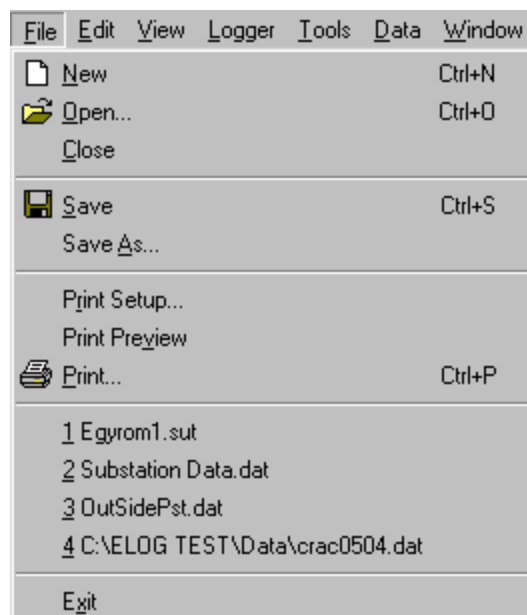 File Edit View Logger Tools Data Window
New Ctrl+N
Open... Ctrl+O
Close
Save Ctrl+S
Save As...
Print Setup...
Print Preview
Print... Ctrl+P
1 Egyrom1.sut
2 Substation Data.dat
3 OutSidePst.dat
4 C:\ELOG TEST\Data\crac0504.dat
Exit